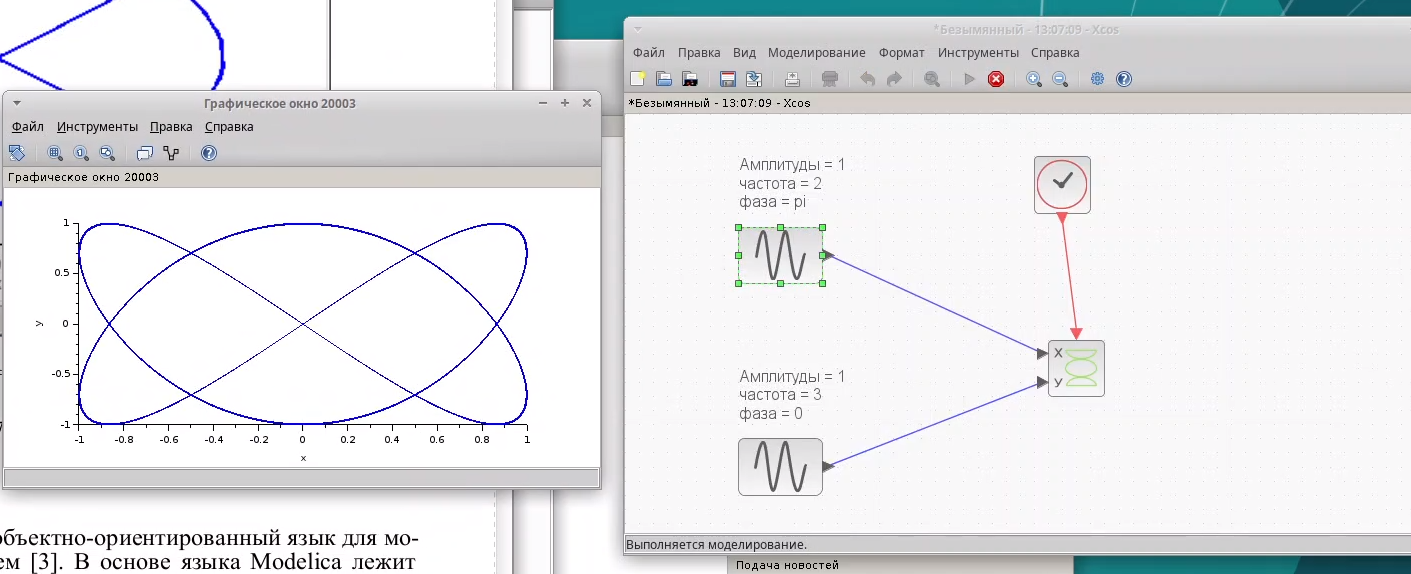 Графическое окно 20003
Файл Инструменты Правка Справка
Графическое окно 20003
1
0.5
0
-0.5
-1
y
-1 -0.8 -0.6 -0.4 -0.2 0 0.2 0.4 0.6 0.8 1
x
объектно-ориентированный язык для мо-
ем [3]. В основе языка Modelica лежит
*Безымянный - 13:07:09 - Xcos
Файл Правка Вид Моделирование Формат Инструменты Справка
*Безымянный - 13:07:09 - Xcos
Амплитуды = 1
частота = 2
фаза = pi
X
У
Амплитуды = 1
частота = 3
фаза = 0
Выполняется моделирование.
Подача новостей